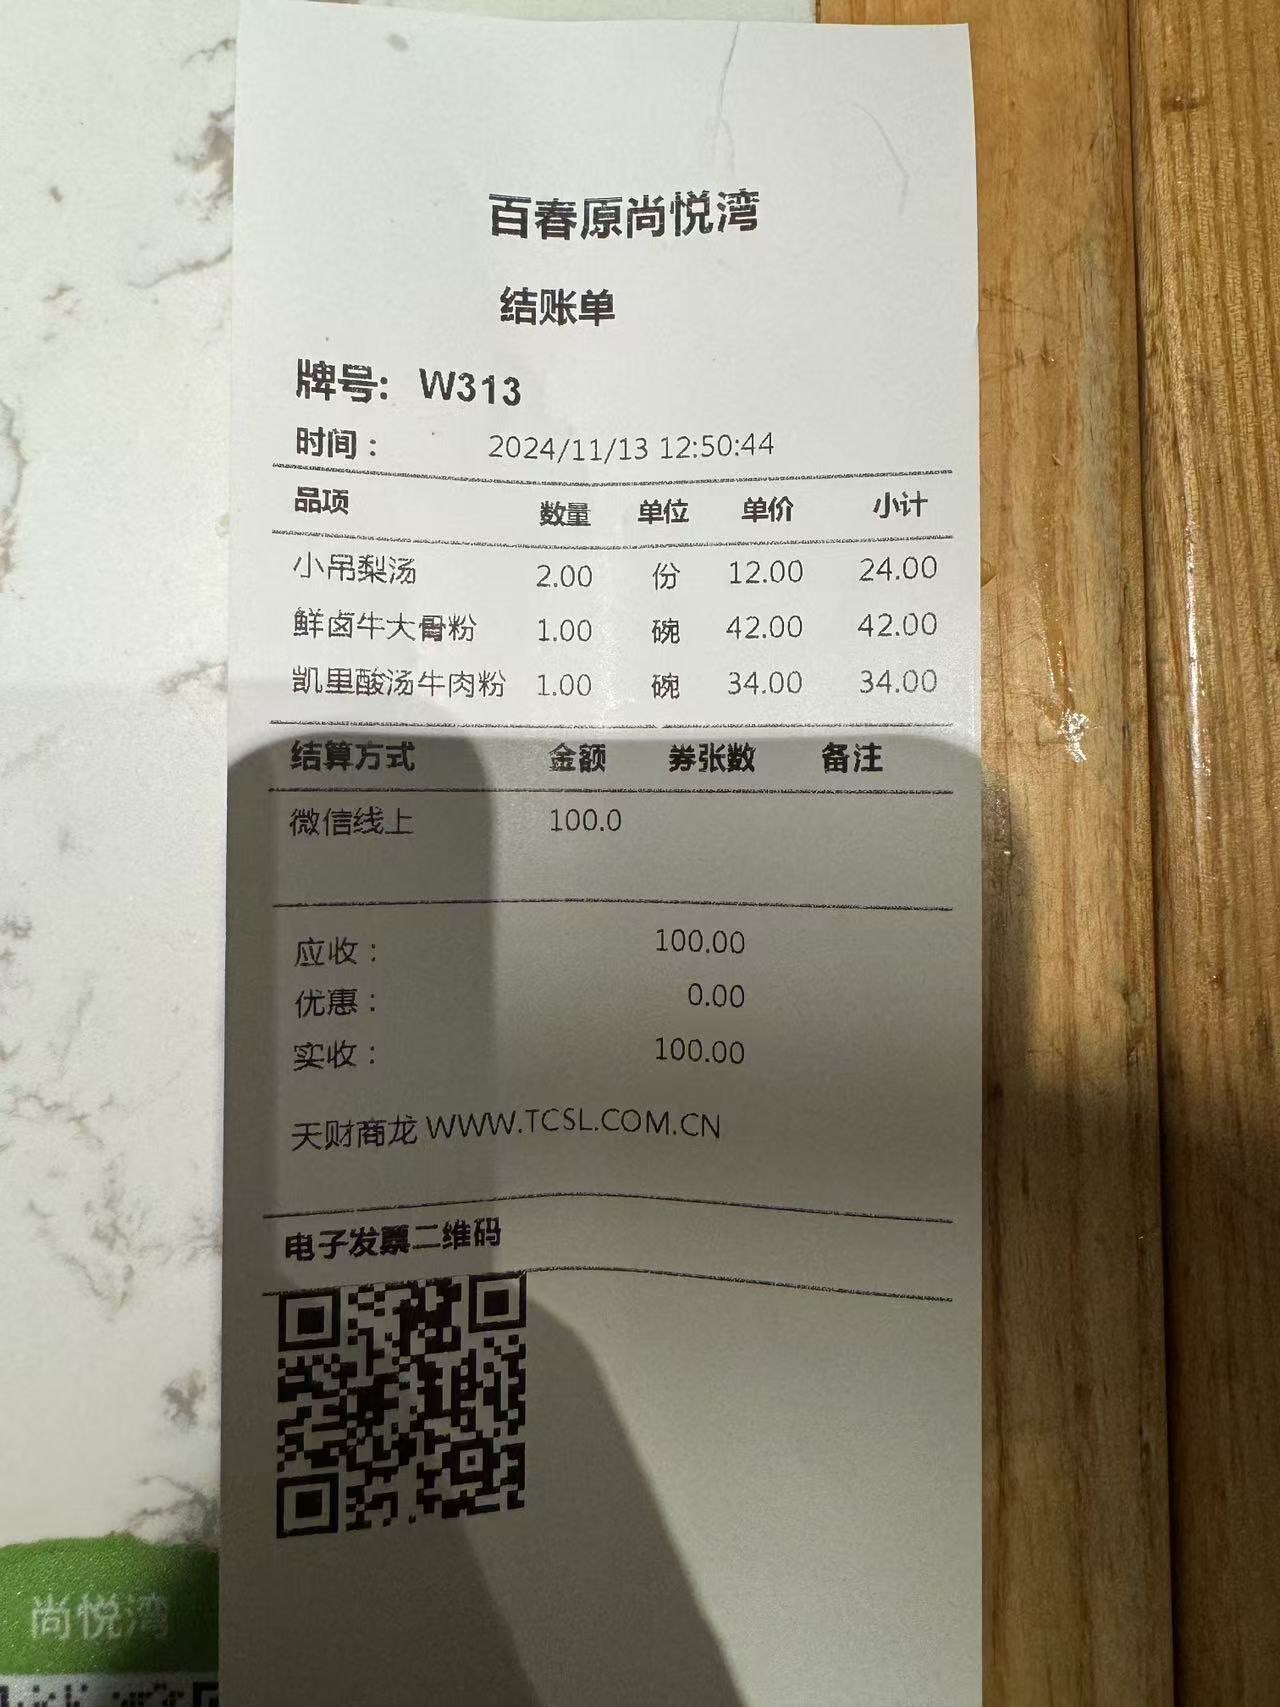 百春原尚悦湾
结账单
牌号: W313
时间： 2024/11/13 12:50:44
品项 数量 单位 单价 小计
小吊梨汤 2.00 份 12.00 24.00
鲜卤牛大骨粉 1.00 碗 42.00 42.00
凯里酸汤牛肉粉 1.00 碗 34.00 34.00
结算方式 金额 券张数 备注
微信线上 100.0
应收： 100.00
优惠： 0.00
实收： 100.00
天财商龙 WWW.TCSL.COM.CN
电子发票二维码
尚悦湾